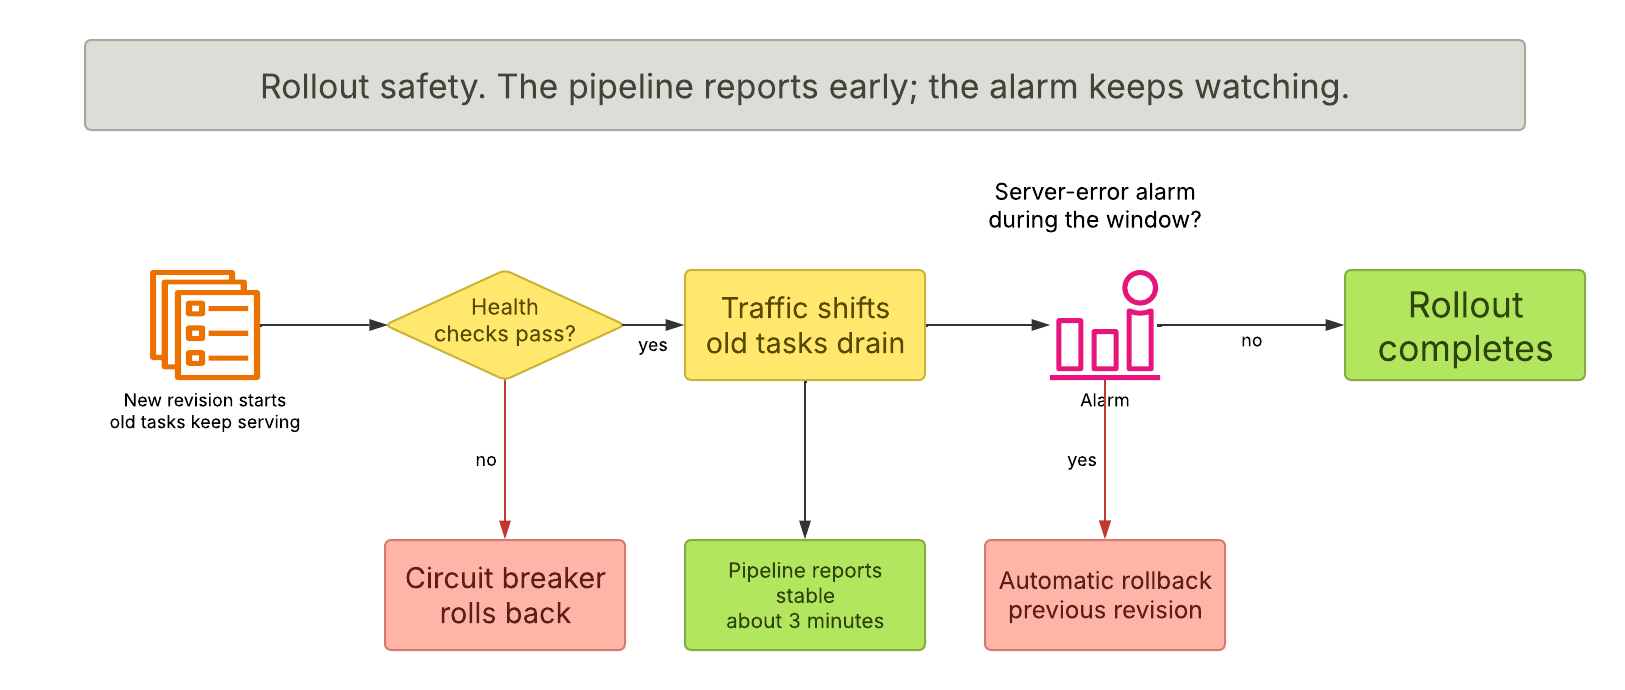 Rollout safety. The pipeline reports early; the alarm keeps watching.
Server-error alarm
during the window?
New revision starts
old tasks keep serving
Health
checks pass?
yes
no
Traffic shifts
old tasks drain
Alarm
no
yes
Rollout
completes
Circuit breaker
rolls back
Pipeline reports
stable
about 3 minutes
Automatic rollback
previous revision